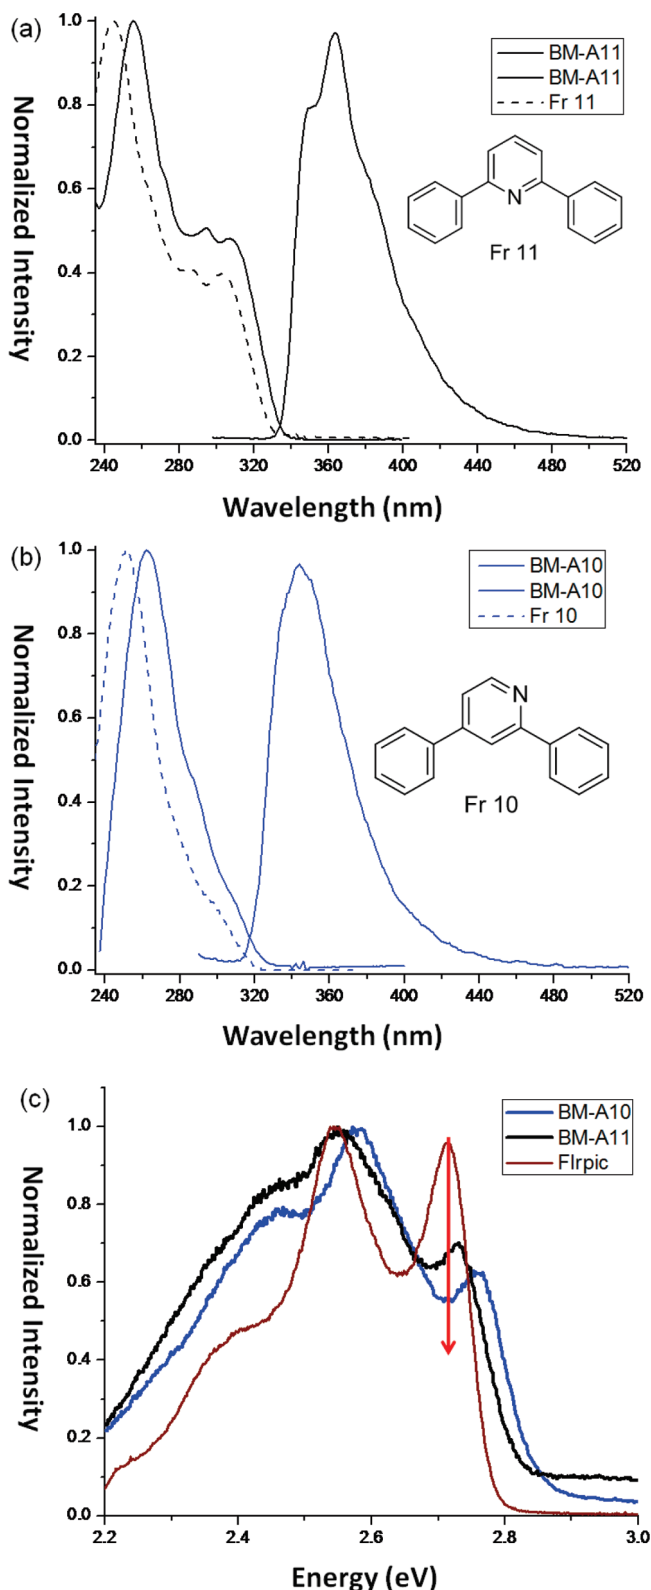 (a)
BM-A11
BM-A11
Fr 11
N
Fr 11
Normalized Intensity
1.0
0.8
0.6
0.4
0.2
0.0
240 280 320 360 400 440 480 520
Wavelength (nm)
(b)
BM-A10
BM-A10
Fr 10
N
Fr 10
Normalized Intensity
1.0
0.8
0.6
0.4
0.2
0.0
240 280 320 360 400 440 480 520
Wavelength (nm)
(c)
BM-A10
BM-A11
FIrpic
Normalized Intensity
1.0
0.8
0.6
0.4
0.2
0.0
2.2 2.4 2.6 2.8 3.0
Energy (eV)